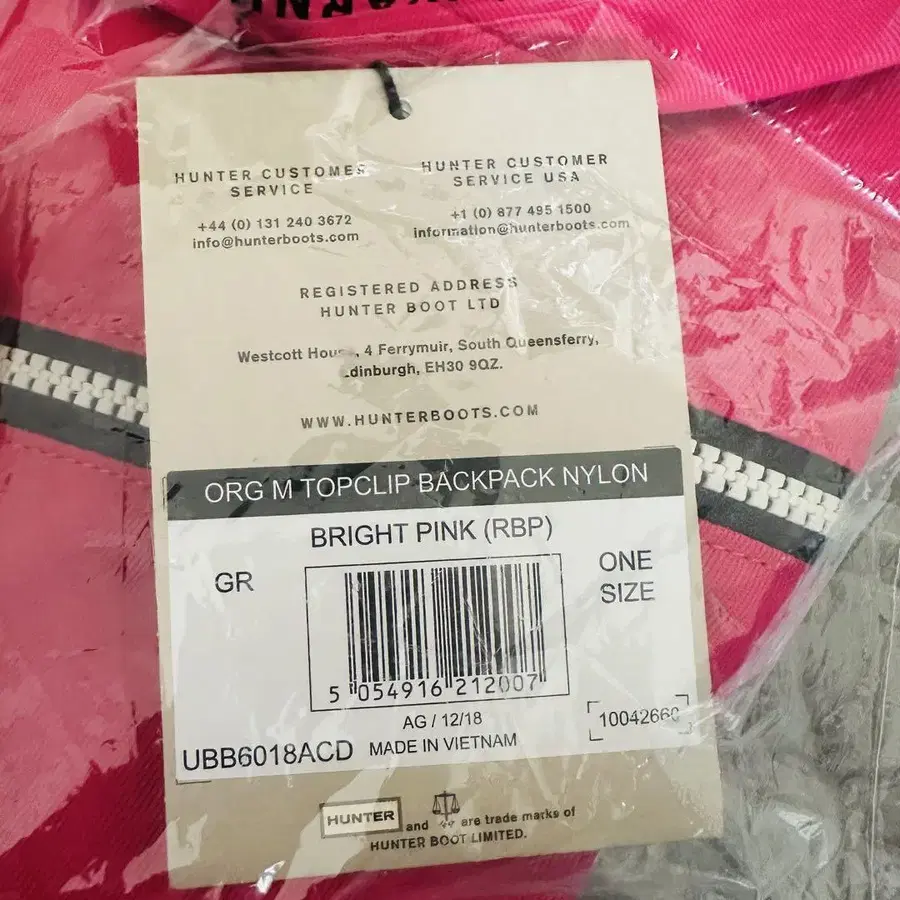 HUNTER CUSTOMER
SERVICE
+44 (0) 131 240 3672
info@hunterboots.com
HUNTER CUSTOMER
SERVICE USA
+1 (0) 877 495 1500
information@hunterboots.com
REGISTERED ADDRESS
HUNTER BOOT LTD
Westcott 4 Ferrymuir, South Queensferry,
EH30 9QZ.
WWW.HUNTERBOOTS.COM
ORG M TOPCLIP BACKPACK NYLON
BRIGHT PINK (RBP)
GR
ONE
SIZE
5 054916 212007
AG / 12/18
10042660
UBB6018ACD MADE IN VIETNAM
HUNTER and are trade marks of
HUNTER BOOT LIMITED.